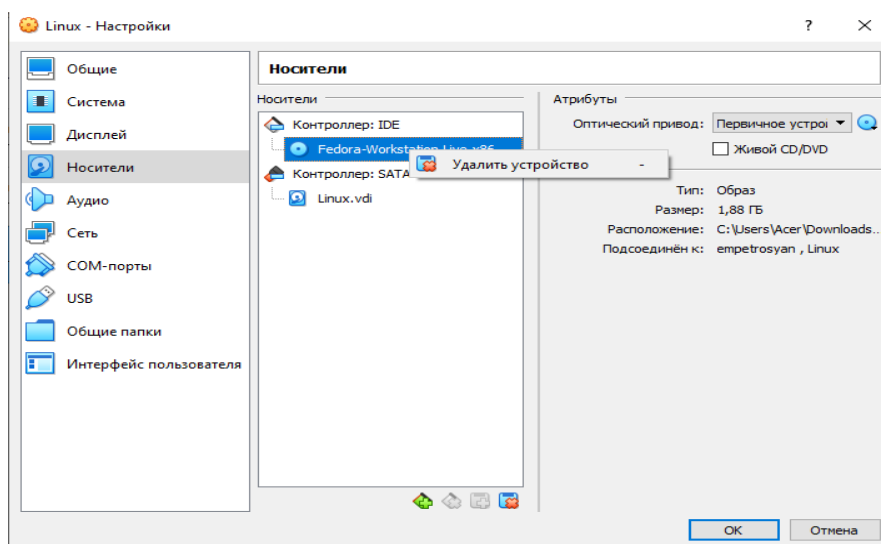 Linux - Настройки
?
Общие
Система
Дисплей
Носители
Аудио
Сеть
COM-порты
USB
Общие папки
Интерфейс пользователя
Носители
Носители
Контроллер: IDE
Fedora-Workstation-Live-x86
Удалить устройство -
Контроллер: SATA
Linux.vdi
Атрибуты
Оптический привод: Первичное устрої
Живой CD/DVD
Тип: Образ
Размер: 1,88 ГБ
Расположение: C:\Users\Acer\Downloads..
Подсоединён к: empetrosyan , Linux
OK
Отмена